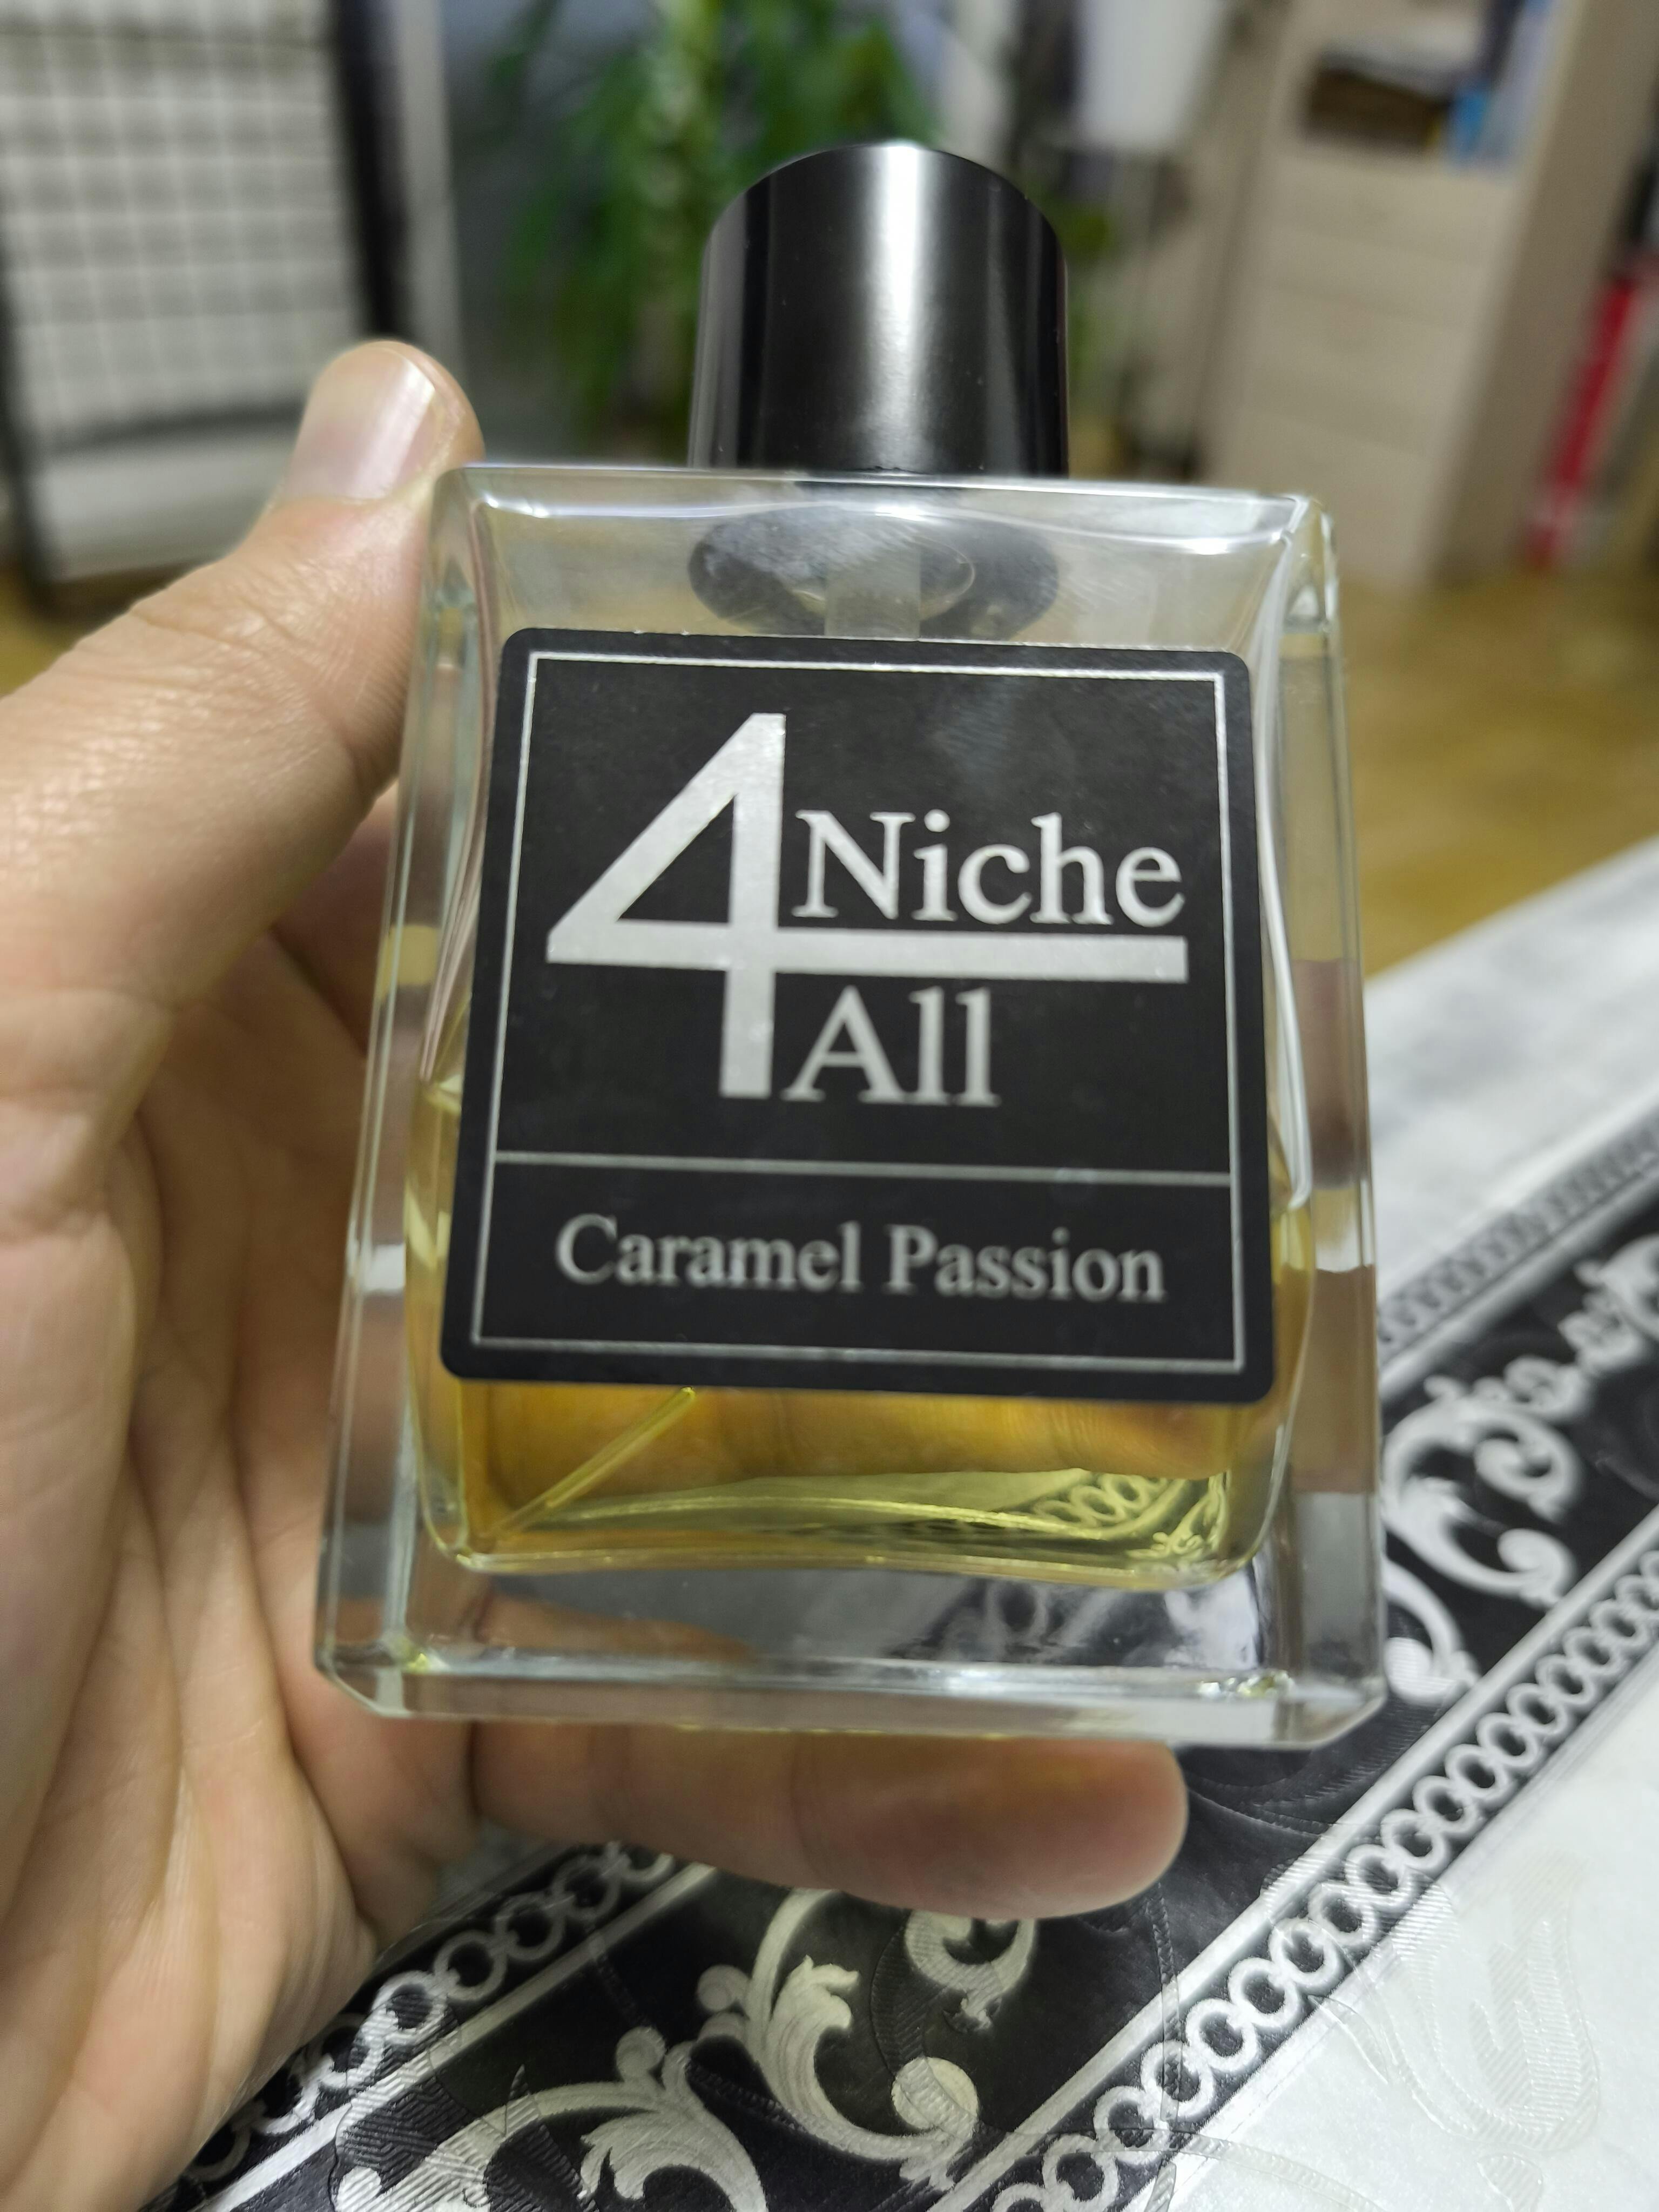 4 Niche
All
Caramel Passion